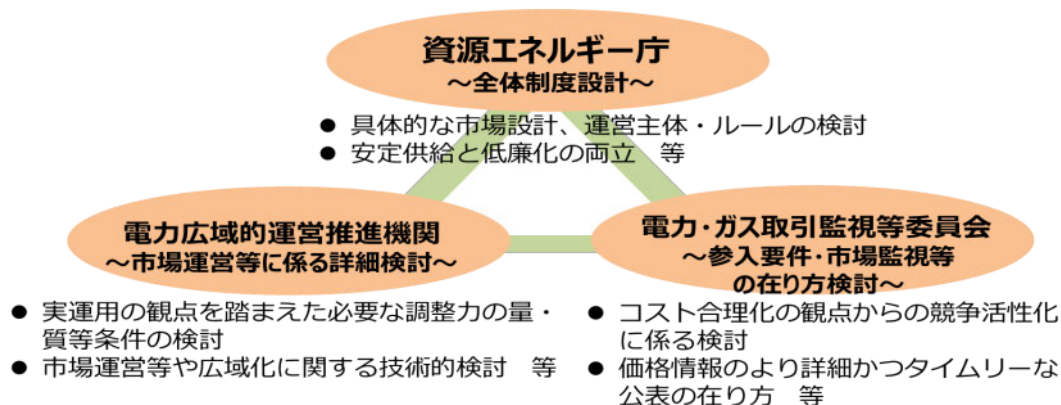 資源エネルギー庁
～全体制度設計～
● 具体的な市場設計、運営主体・ルールの検討
● 安定供給と低廉化の両立　等
電力広域的運営推進機関
～市場運営等に係る詳細検討～
● 実運用の観点を踏まえた必要な調整力の量・
質等条件の検討
● 市場運営等や広域化に関する技術的検討　等
電力・ガス取引監視等委員会
～参入要件・市場監視等
の在り方検討～
● コスト合理化の観点からの競争活性化
に係る検討
● 価格情報のより詳細かつタイムリーな
公表の在り方　等